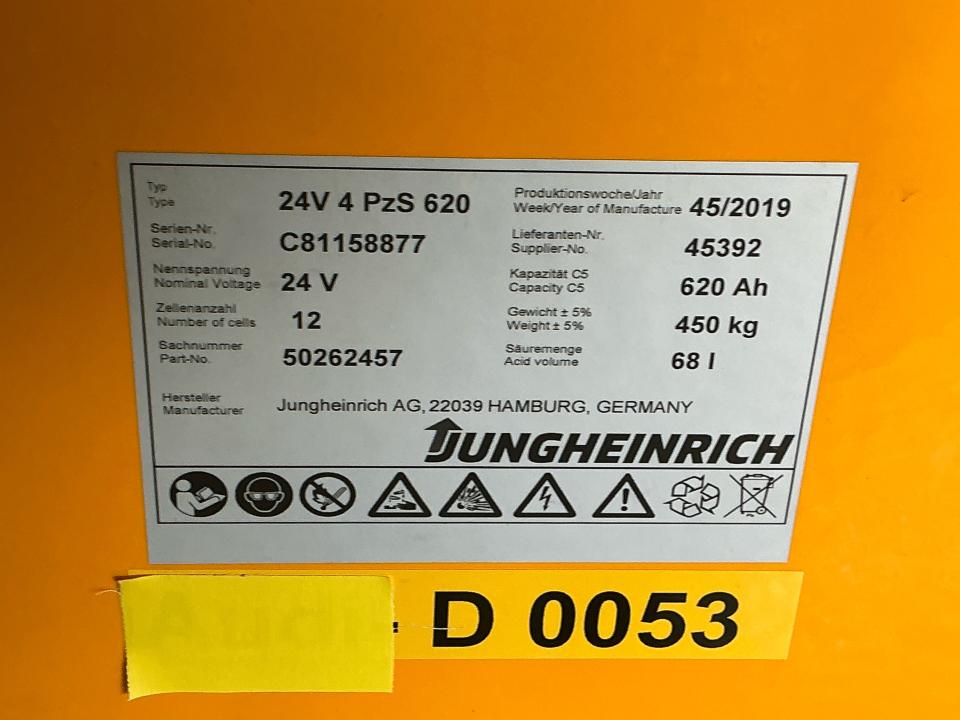 Typ
Type 24V 4 PzS 620
Produktionswoche/Jahr
Week/Year of Manufacture 45/2019
Serien-Nr.
Serial-No. C81158877
Lieferanten-Nr.
Supplier-No. 45392
Nennspannung
Nominal Voltage 24 V
Kapazität C5
Capacity C5 620 Ah
Zellenanzahl
Number of cells 12
Gewicht ± 5%
Weight ± 5% 450 kg
Sachnummer
Part-No. 50262457
Säuremenge
Acid volume 68 l
Hersteller
Manufacturer Jungheinrich AG, 22039 HAMBURG, GERMANY
JUNGHEINRICH
- D 0053